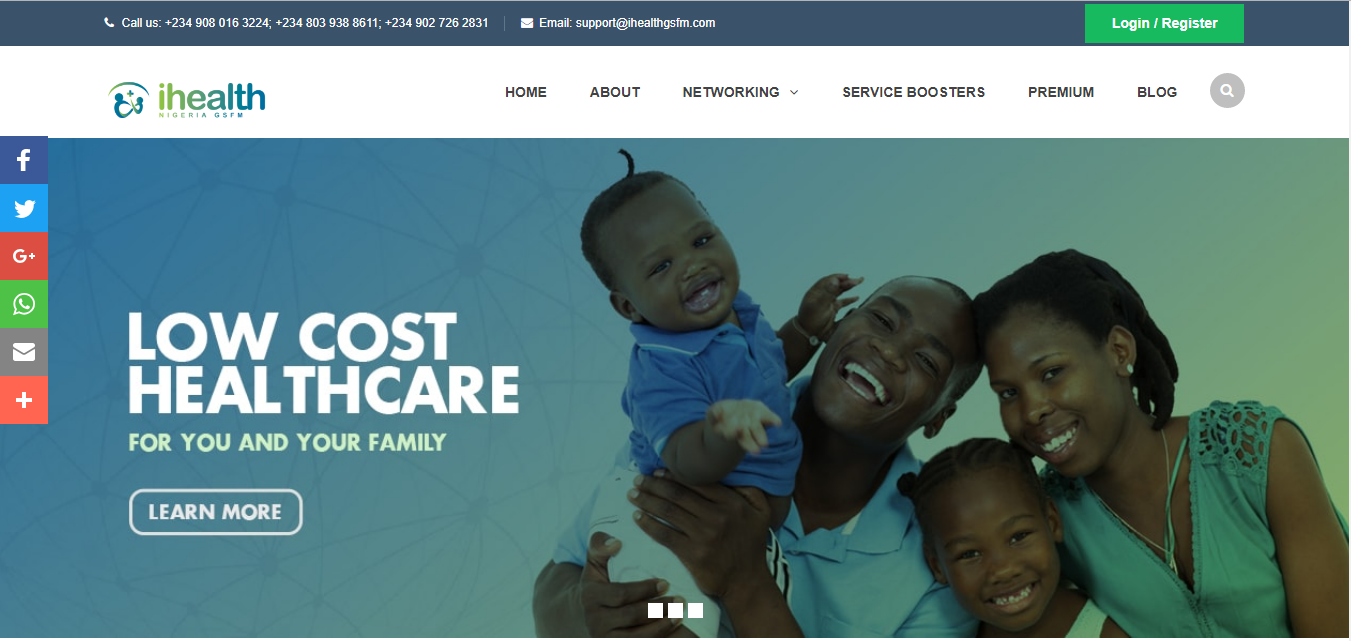 Call us: +234 908 016 3224; +234 803 938 8611; +234 902 726 2831
Email: support@ihealthgsfm.com
Login / Register
ihealth
NIGERIA GSFM
HOME
ABOUT
NETWORKING
SERVICE BOOSTERS
PREMIUM
BLOG
f
G+
LOW COST
HEALTHCARE
FOR YOU AND YOUR FAMILY
LEARN MORE